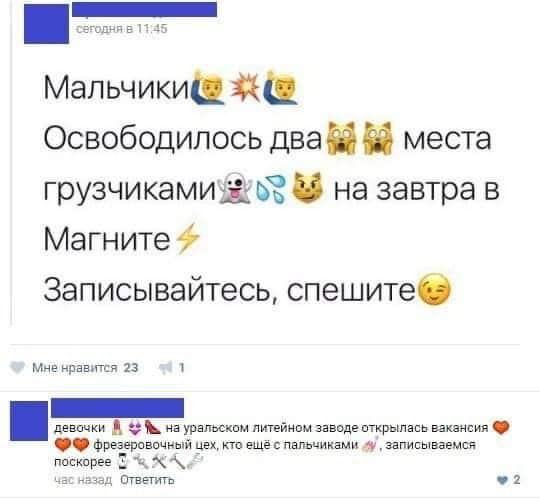 сегодня в 11:45
Мальчики🙋‍♂️💥🙋‍♂️
Освободилось два🙀🙀 места
грузчиками👻💦😼 на завтра в
Магните⚡
Записывайтесь, спешите😉
Мне нравится 23 1
девочки 💄👙👠 на уральском литейном заводе открылась вакансия
фрезеровочный цех, кто ещё с пальчиками 💅, записываемся
поскорее ⌚🔩🔧⚒🔨🔧
час назад Ответить 2